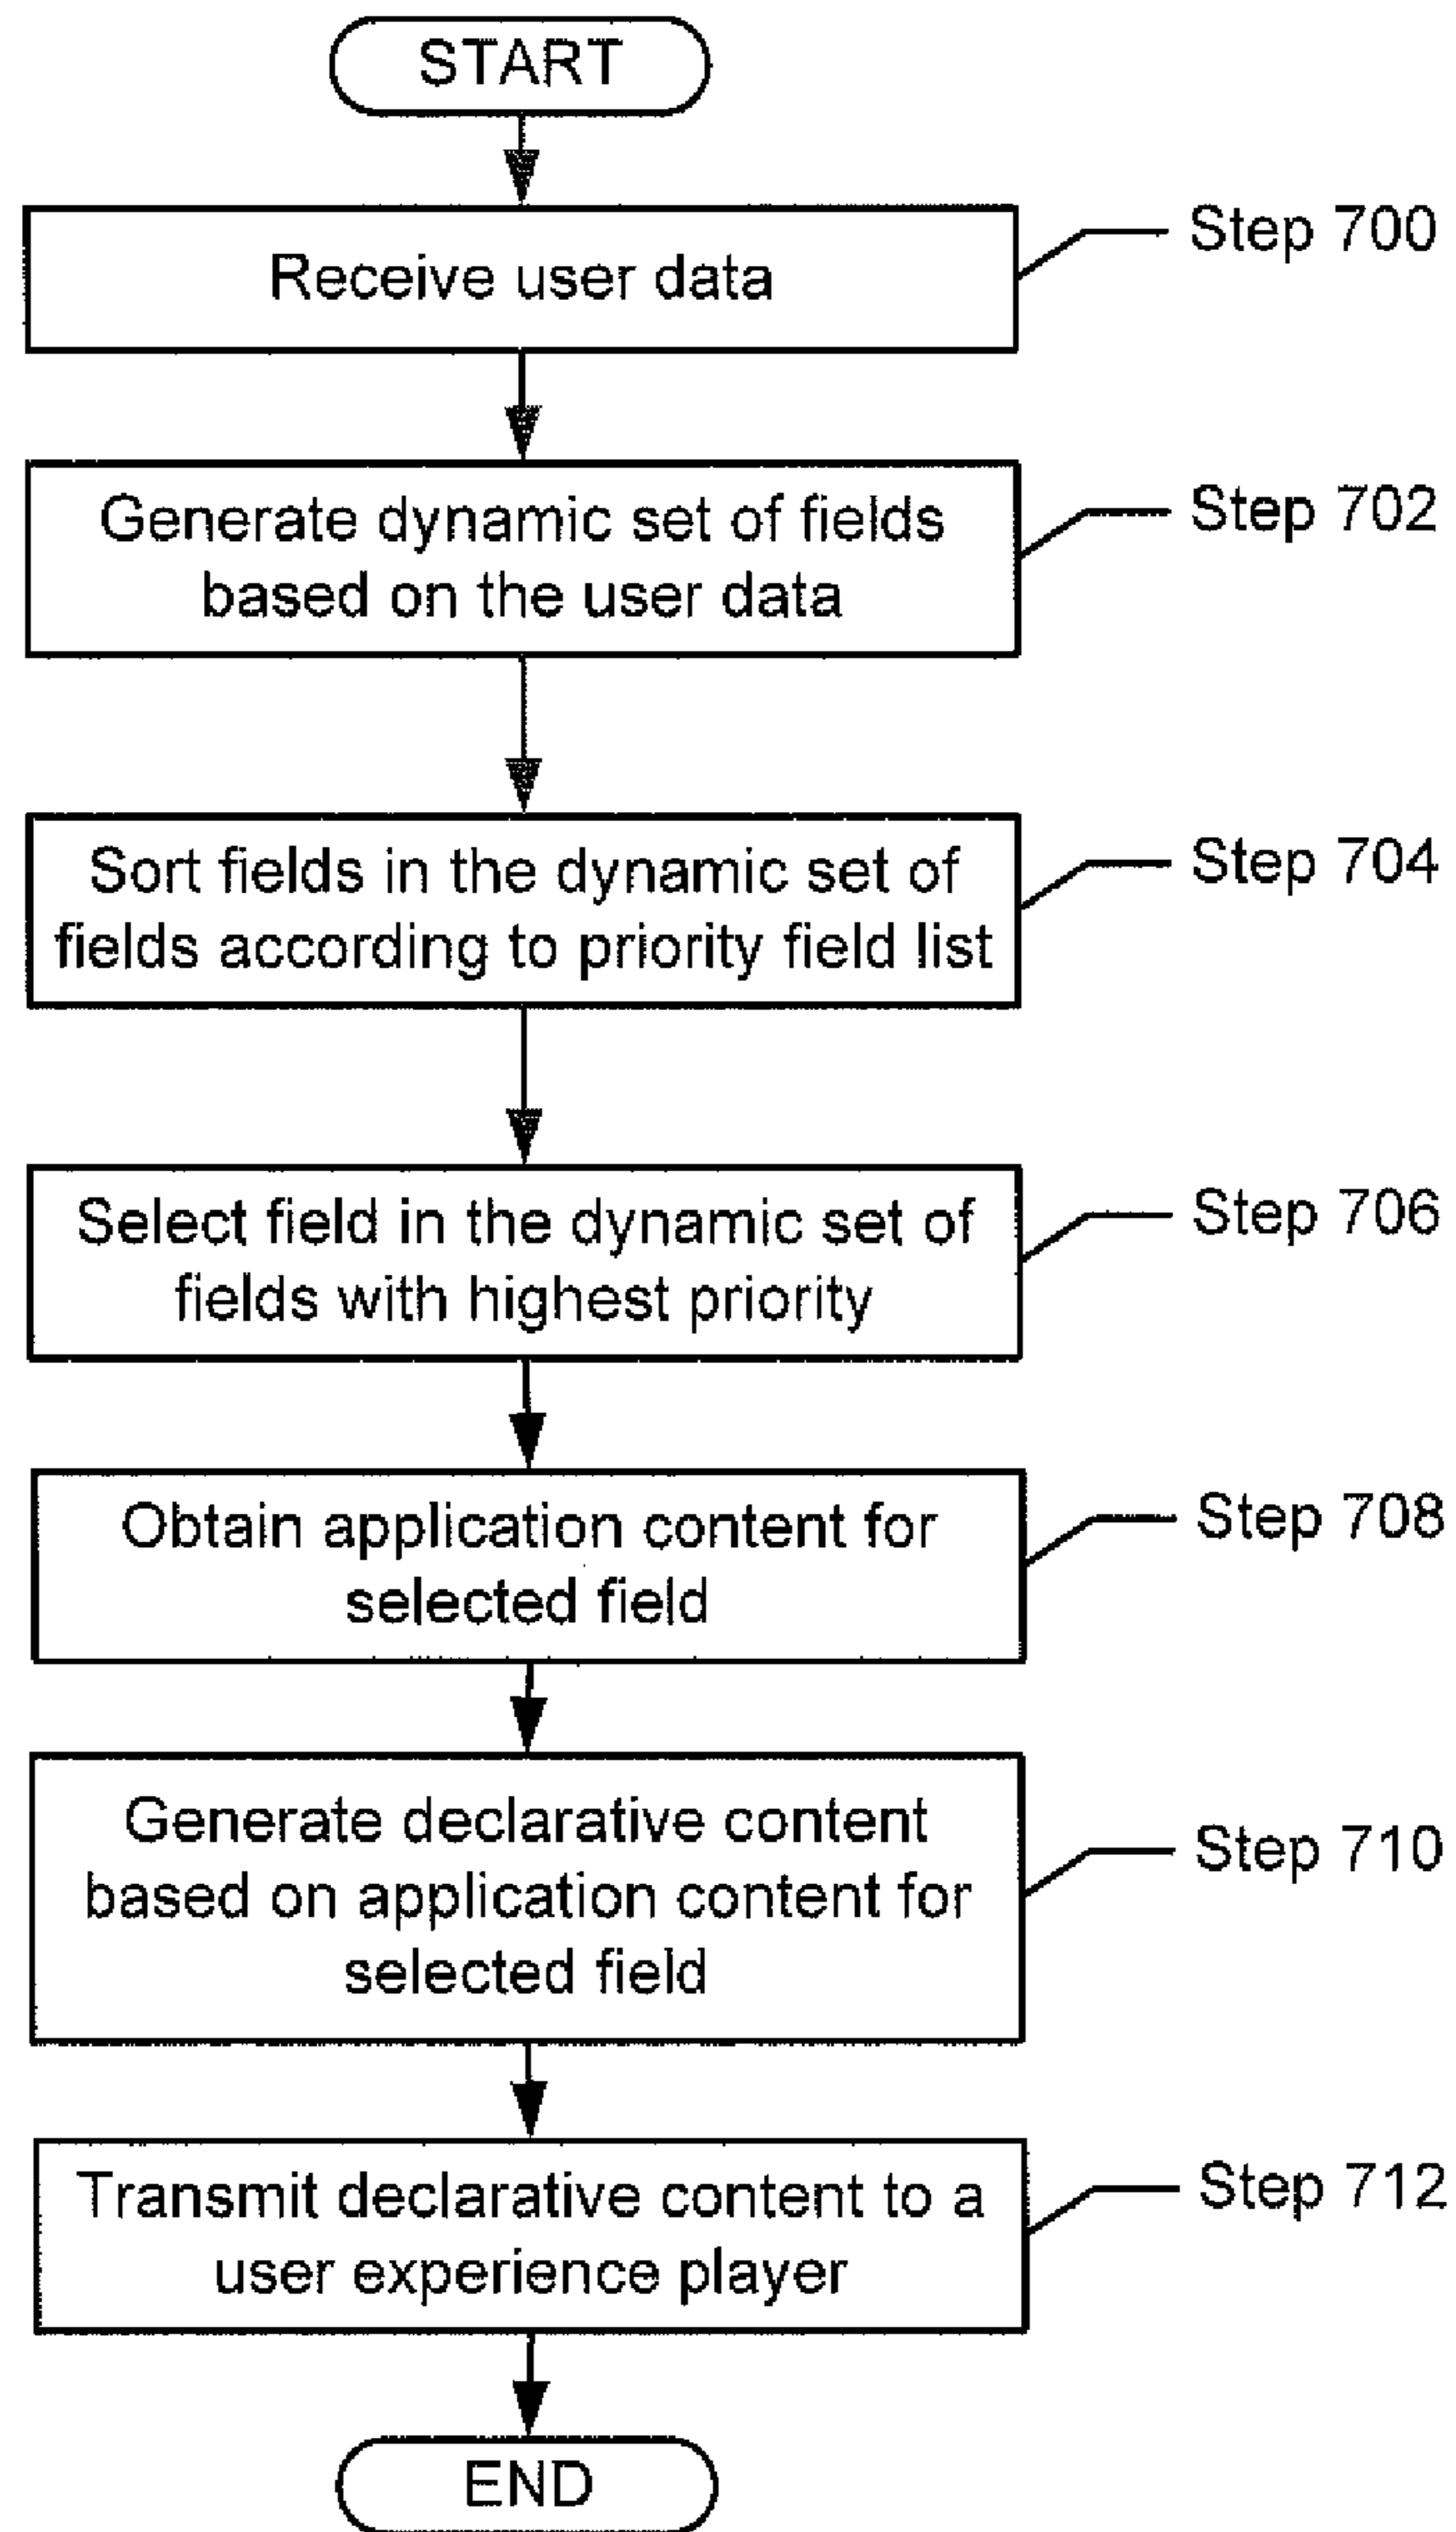 START
Receive user data
Step 700
Generate dynamic set of fields
based on the user data
Step 702
Sort fields in the dynamic set of
fields according to priority field list
Step 704
Select field in the dynamic set of
fields with highest priority
Step 706
Obtain application content for
selected field
Step 708
Generate declarative content
based on application content for
selected field
Step 710
Transmit declarative content to a
user experience player
Step 712
END